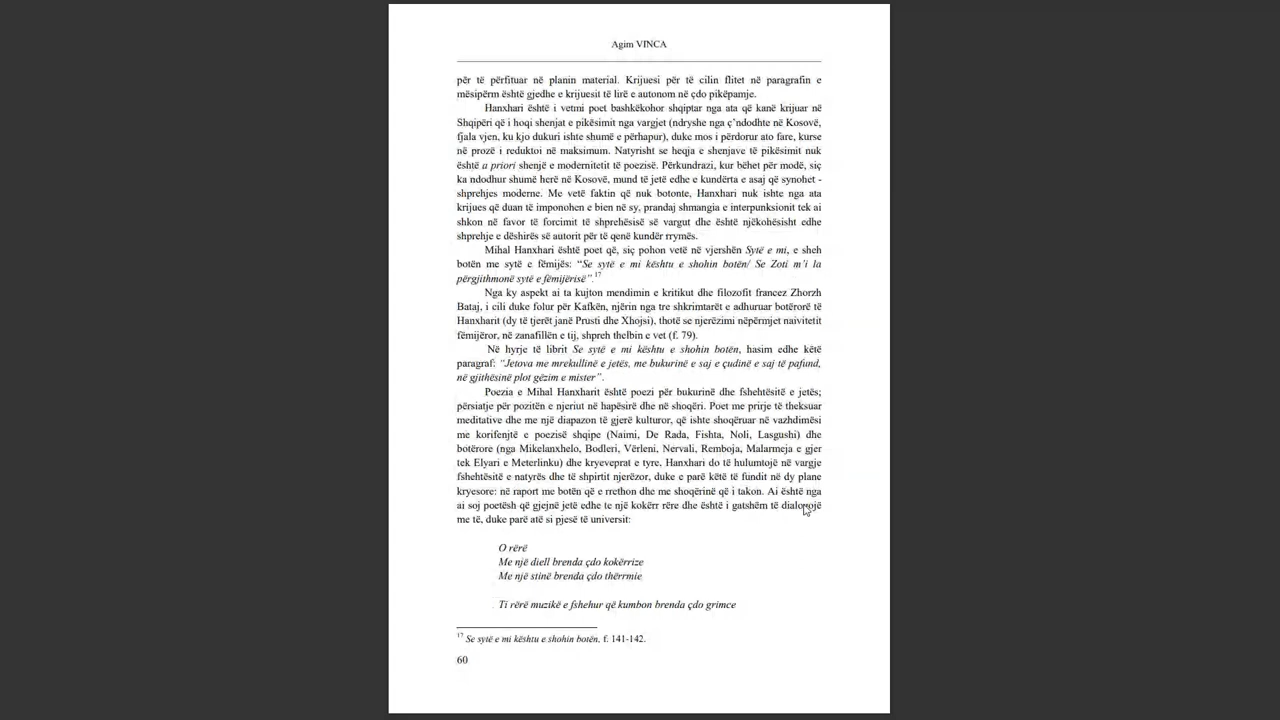 Agim VINCA
për të përfituar në planin material. Krijuesi për të cilin flitet në paragrafin e
mësipërm është gjedhe e krijuesit të lirë e autonom në çdo pikëpamje.
Hanxhari është i vetmi poet bashkëkohor shqiptar nga ata që kanë krijuar në
Shqipëri që i hoqi shenjat e pikësimit nga vargjet (ndryshe nga ç’ndodhte në Kosovë,
fjala vjen, ku kjo dukuri ishte shumë e përhapur), duke mos i përdorur ato fare, kurse
në prozë i reduktoi në maksimum. Natyrisht se heqja e shenjave të pikësimit nuk
është a priori shenjë e modernitetit të poezisë. Përkundrazi, kur bëhet për modë, siç
ka ndodhur shumë herë në Kosovë, mund të jetë edhe e kundërta e asaj që synohet -
shprehjes moderne. Me vetë faktin që nuk botonte, Hanxhari nuk ishte nga ata
krijues që duan të imponohen e bien në sy, prandaj shmangia e interpunksionit tek ai
shkon në favor të forcimit të shprehësisë së vargut dhe është njëkohësisht edhe
shprehje e dëshirës së autorit për të qenë kundër rrymës.
Mihal Hanxhari është poet që, siç pohon vetë në vjershën Sytë e mi, e sheh
botën me sytë e fëmijës: “Se sytë e mi kështu e shohin botën/ Se Zoti m’i la
përgjithmonë sytë e fëmijërisë”.17
Nga ky aspekt ai ta kujton mendimin e kritikut dhe filozofit francez Zhorzh
Bataj, i cili duke folur për Kafkën, njërin nga tre shkrimtarët e adhuruar botërorë të
Hanxharit (dy të tjerët janë Prusti dhe Xhojsi), thotë se njerëzimi nëpërmjet naivitetit
fëmijëror, në zanafillën e tij, shpreh thelbin e vet (f. 79).
Në hyrje të librit Se sytë e mi kështu e shohin botën, hasim edhe këtë
paragraf: “Jetova me mrekullinë e jetës, me bukurinë e saj e çudinë e saj të pafund,
në gjithësinë plot gëzim e mister”.
Poezia e Mihal Hanxharit është poezi për bukurinë dhe fshehtësitë e jetës;
përsiatje për pozitën e njeriut në hapësirë dhe në shoqëri. Poet me prirje të theksuar
meditative dhe me një diapazon të gjerë kulturor, që ishte shoqëruar në vazhdimësi
me korifenjtë e poezisë shqipe (Naimi, De Rada, Fishta, Noli, Lasgushi) dhe
botërore (nga Mikelanxhelo, Bodleri, Vërleni, Nervali, Remboja, Malarmeja e gjer
tek Elyari e Meterlinku) dhe kryeveprat e tyre, Hanxhari do të hulumtojë në vargje
fshehtësitë e natyrës dhe të shpirtit njerëzor, duke e parë këtë të fundit në dy plane
kryesore: në raport me botën që e rrethon dhe me shoqërinë që i takon. Ai është nga
ai soj poetësh që gjejnë jetë edhe te një kokërr rëre dhe është i gatshëm të dialogojë
me të, duke parë atë si pjesë të universit:
O rërë
Me një diell brenda çdo kokërrize
Me një stinë brenda çdo thërrmie
Ti rërë muzikë e fshehur që kumbon brenda çdo grimce
17 Se sytë e mi kështu e shohin botën, f. 141-142.
60